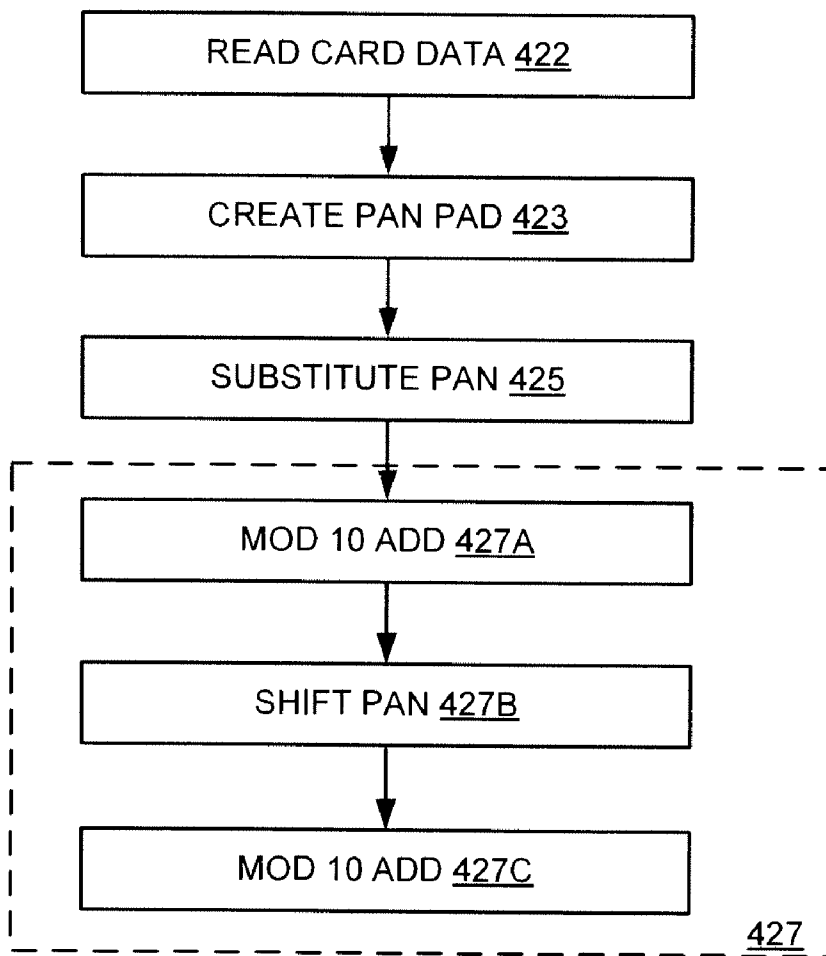 READ CARD DATA 422
CREATE PAN PAD 423
SUBSTITUTE PAN 425
MOD 10 ADD 427A
SHIFT PAN 427B
MOD 10 ADD 427C
427